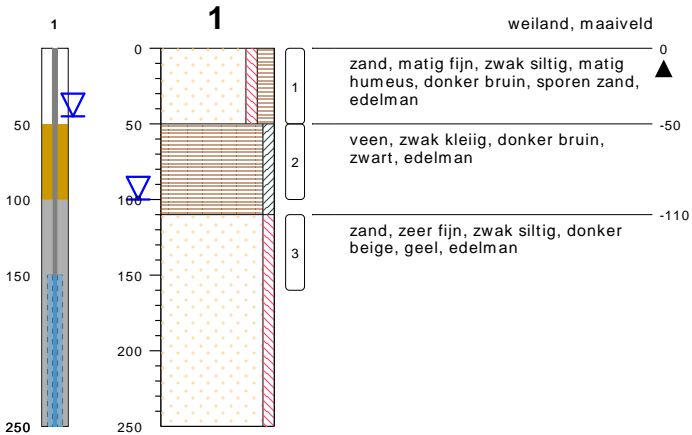 1
50
100
150
250
1
0
50
100
150
200
250
1
2
3
weiland, maaiveld
0
zand, matig fijn, zwak siltig, matig
humeus, donker bruin, sporen zand,
edelman
-50
veen, zwak kleiig, donker bruin,
zwart, edelman
-110
zand, zeer fijn, zwak siltig, donker
beige, geel, edelman